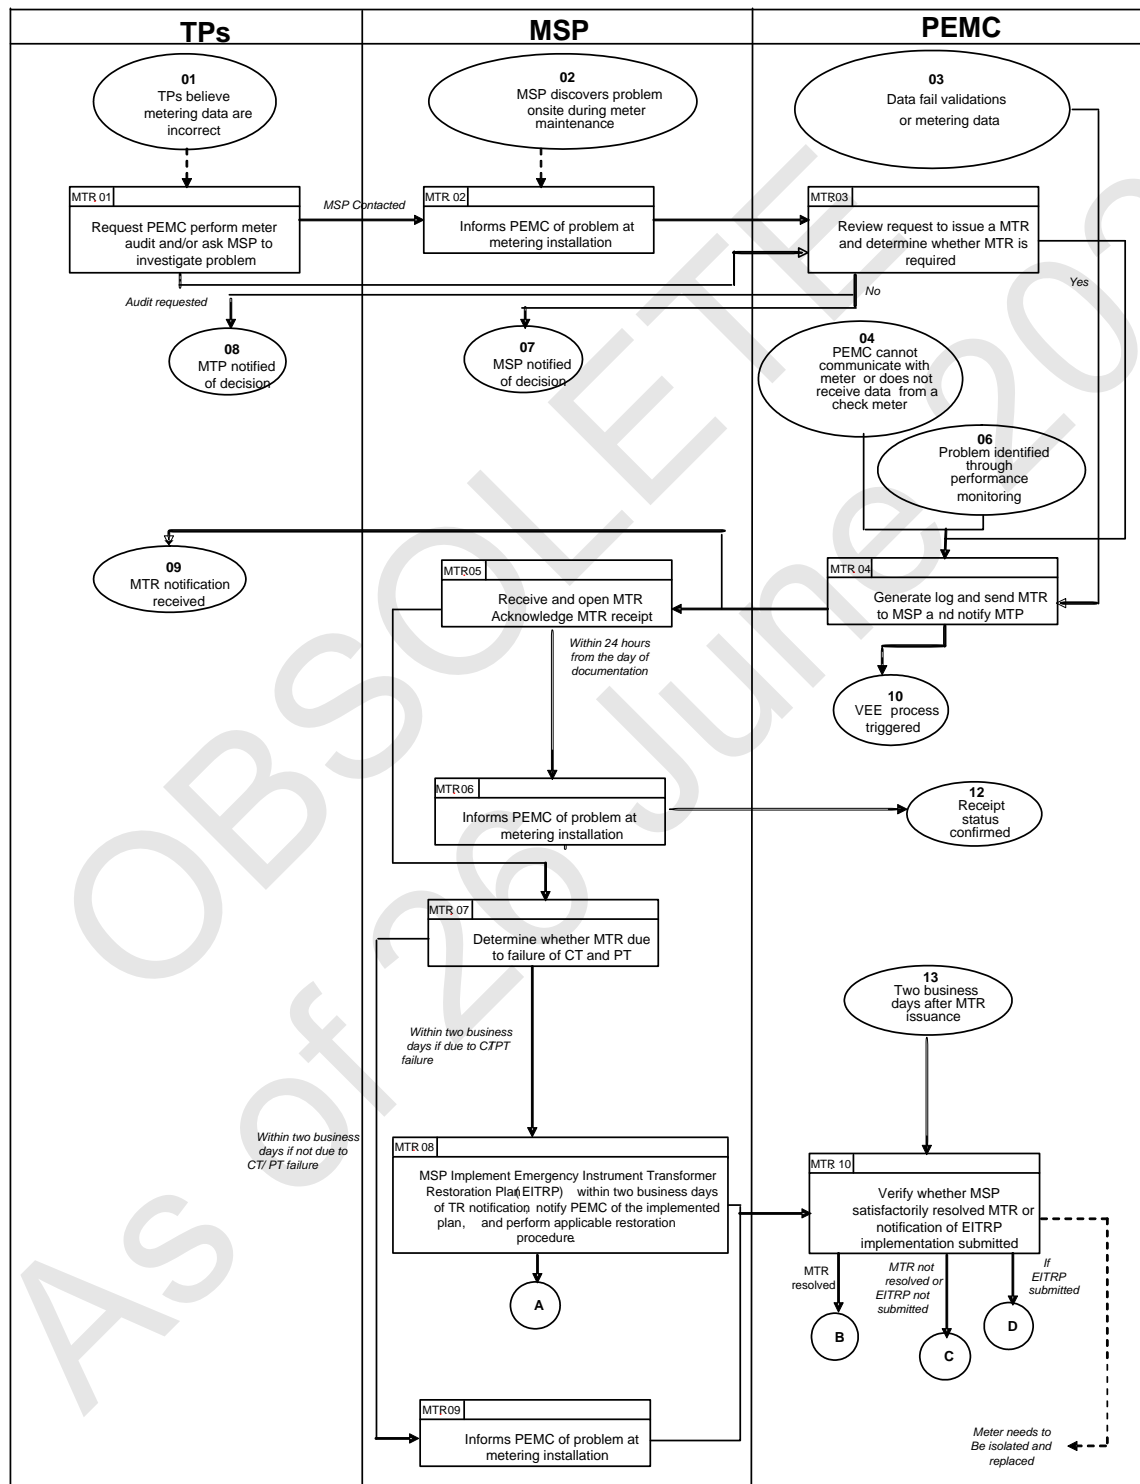 TPs
MSP
PEMC
01
TPs believe
metering data are
incorrect
02
MSP discovers problem
onsite during meter
maintenance
03
Data fail validations
or metering data
MTR 01
Request PEMC perform meter
audit and/or ask MSP to
investigate problem
MSP Contacted
MTR 02
Informs PEMC of problem at
metering installation
MTR03
Review request to issue a MTR
and determine whether MTR is
required
Audit requested
No
Yes
08
MTP notified
of decision
07
MSP notified
of decision
04
PEMC cannot
communicate with
meter or does not
receive data from a
check meter
06
Problem identified
through
performance
monitoring
09
MTR notification
received
MTR05
Receive and open MTR
Acknowledge MTR receipt
MTR 04
Generate log and send MTR
to MSP a nd notify MTP
Within 24 hours
from the day of
documentation
10
VEE process
triggered
MTR06
Informs PEMC of problem at
metering installation
12
Receipt
status
confirmed
MTR 07
Determine whether MTR due
to failure of CT and PT
13
Two business
days after MTR
issuance
Within two business
days if due to CTPT
failure
Within two business
days if not due to
CT/ PT failure
MTR 08
MSP Implement Emergency Instrument Transformer
Restoration Plan(EITRP) within two business days
of TR notification, notify PEMC of the implemented
plan, and perform applicable restoration
procedure.
MTR 10
Verify whether MSP
satisfactorily resolved MTR or
notification of EITRP
implementation submitted
MTR
resolved
MTR not
resolved or
EITRP not
submitted
If
EITRP
submitted
A
B
C
D
MTR09
Informs PEMC of problem at
metering installation
Meter needs to
Be isolated and
replaced
OBSOLETE
As of 26 June 202